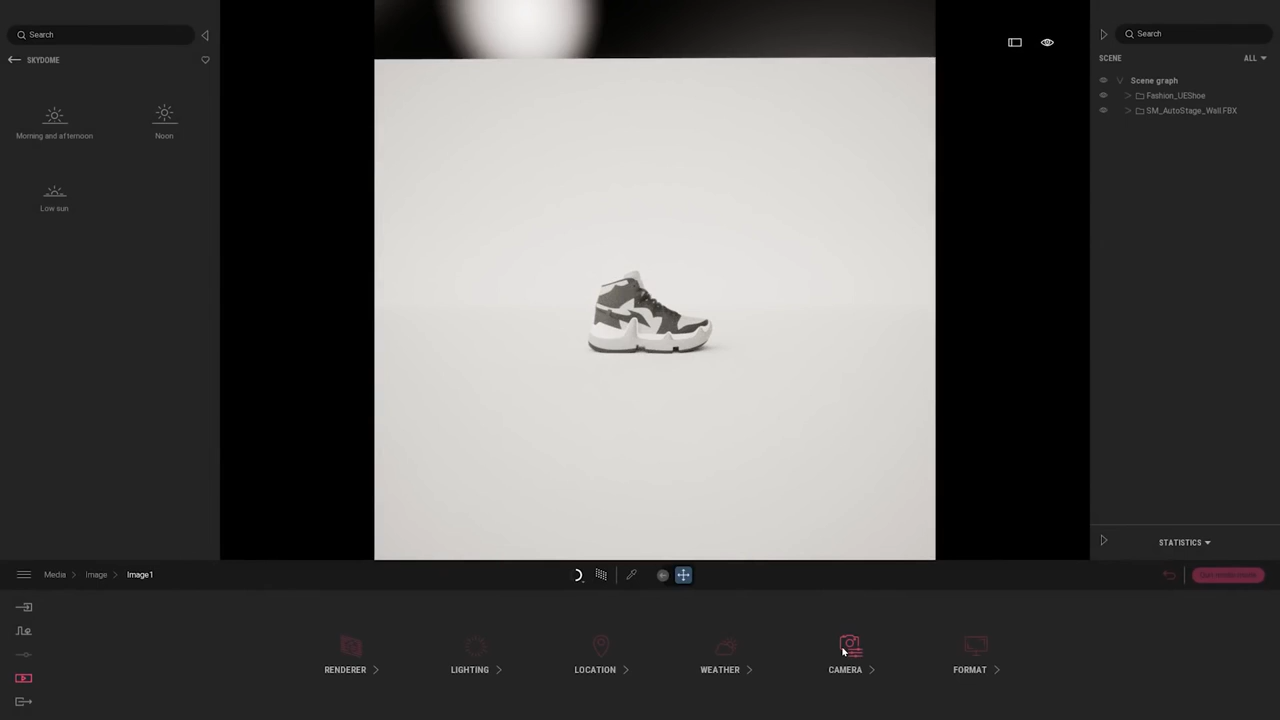 Search
SKYDOME
Morning and afternoon
Noon
Low sun
Search
SCENE
ALL
Scene graph
Fashion_UEShoe
SM_AutoStage_Wall.FBX
STATISTICS
Media
Image
Image1
RENDERER
LIGHTING
LOCATION
WEATHER
CAMERA
FORMAT